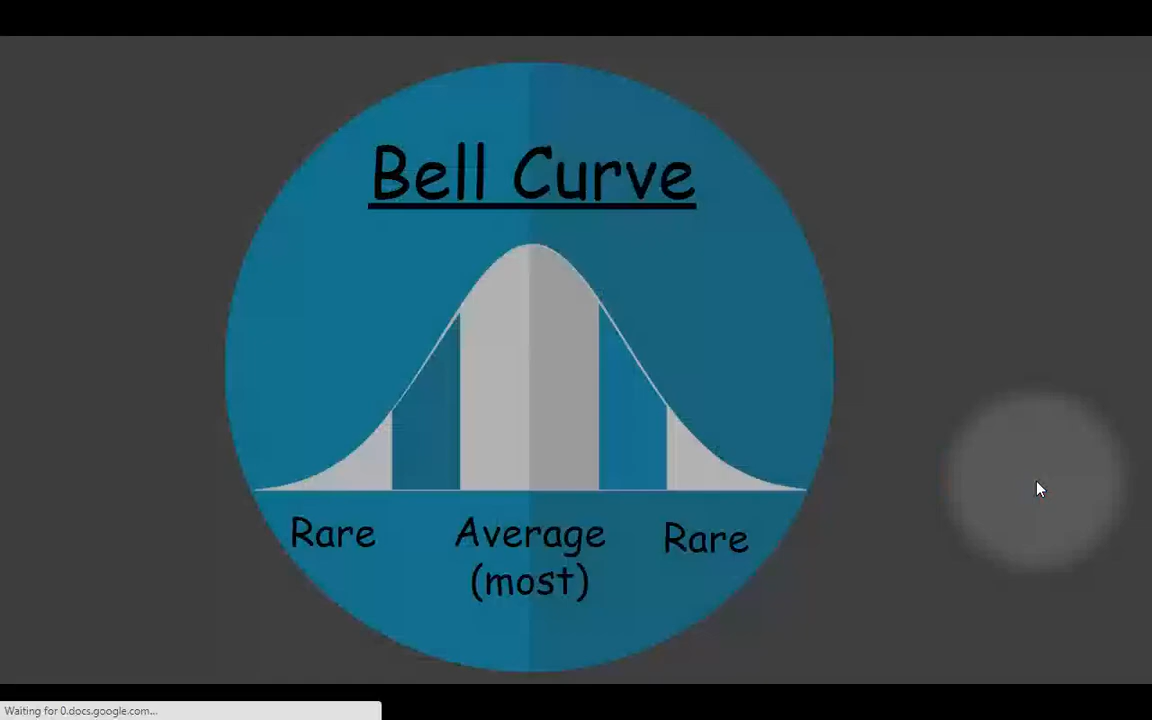 Bell Curve
Rare
Average
(most)
Rare
Waiting for 0.docs.google.com...